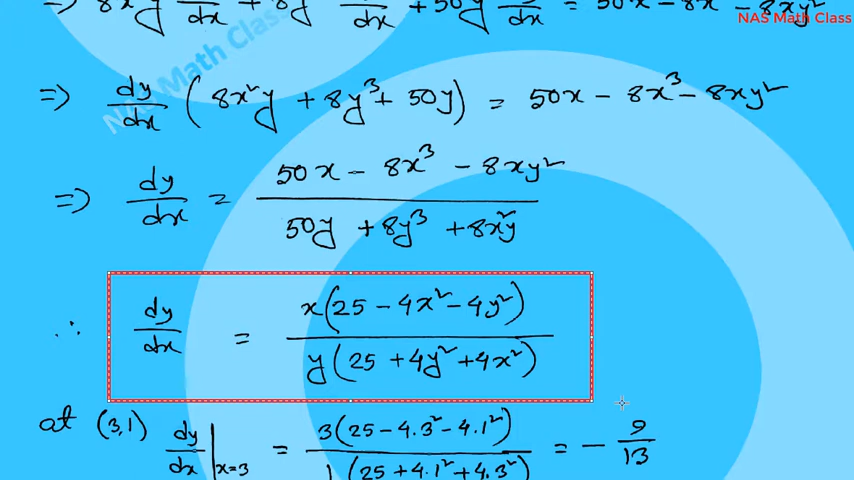 NAS Math Class
=> dy/dx (8x²y + 8y³ + 50y) = 50x - 8x³ - 8xy²
=> dy/dx = (50x - 8x³ - 8xy²) / (50y + 8y³ + 8x²y)
∴ dy/dx = x(25 - 4x² - 4y²) / y(25 + 4y² + 4x²)
at (3,1) dy/dx |x=3 = 3(25 - 4.3² - 4.1²) / 1(25 + 4.1² + 4.3²) = - 9/13